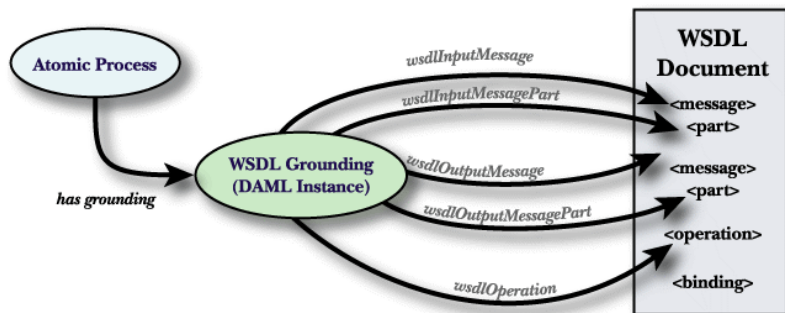 Atomic Process
has grounding
WSDL Grounding
(DAML Instance)
wsdlInputMessage
wsdlInputMessagePart
wsdlOutputMessage
wsdlOutputMessagePart
wsdlOperation
WSDL
Document
<message>
<part>
<message>
<part>
<operation>
<binding>